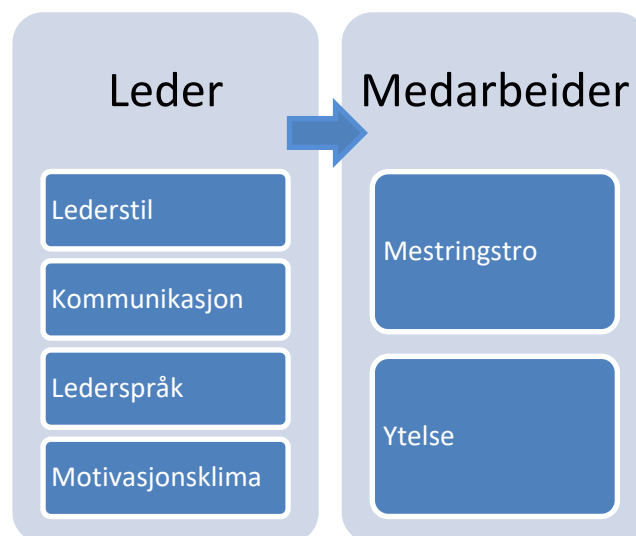 Leder
Lederstil
Kommunikasjon
Lederspråk
Motivasjonsklima
Medarbeider
Mestringstro
Ytelse